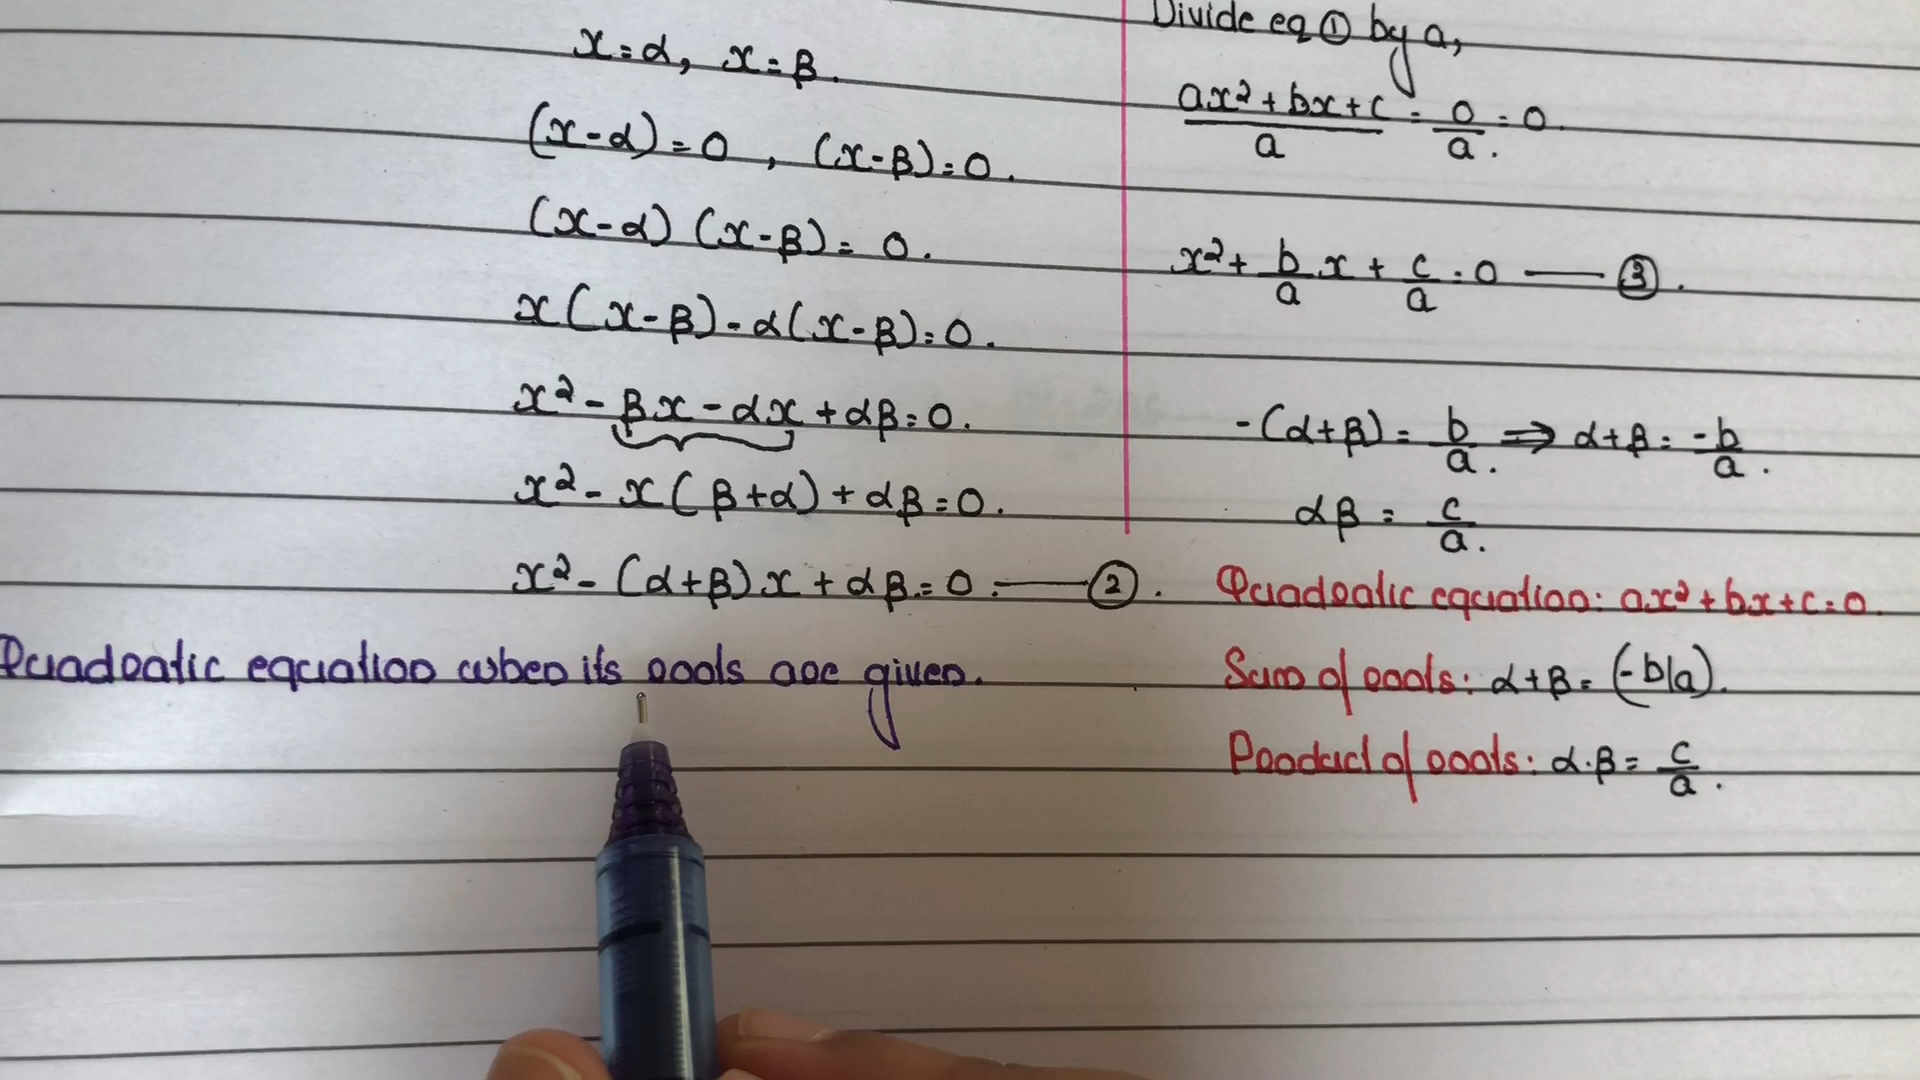 x = α, x = β.
(x-α) = 0, (x-β) = 0.
(x-α) (x-β) = 0.
x(x-β) - α(x-β) = 0.
x² - βx - αx + αβ = 0.
x² - x(β+α) + αβ = 0.
x² - (α+β)x + αβ = 0. — ②.
Quadratic equation when its roots are given.
Divide eq ① by a,
(ax² + bx + c)/a = 0/a = 0.
x² + b/a x + c/a = 0 — ③.
-(α+β) = b/a. ⇒ α+β = -b/a.
αβ = c/a.
Quadratic equation: ax² + bx + c = 0.
Sum of roots: α+β = (-b/a).
Product of roots: α·β = c/a.